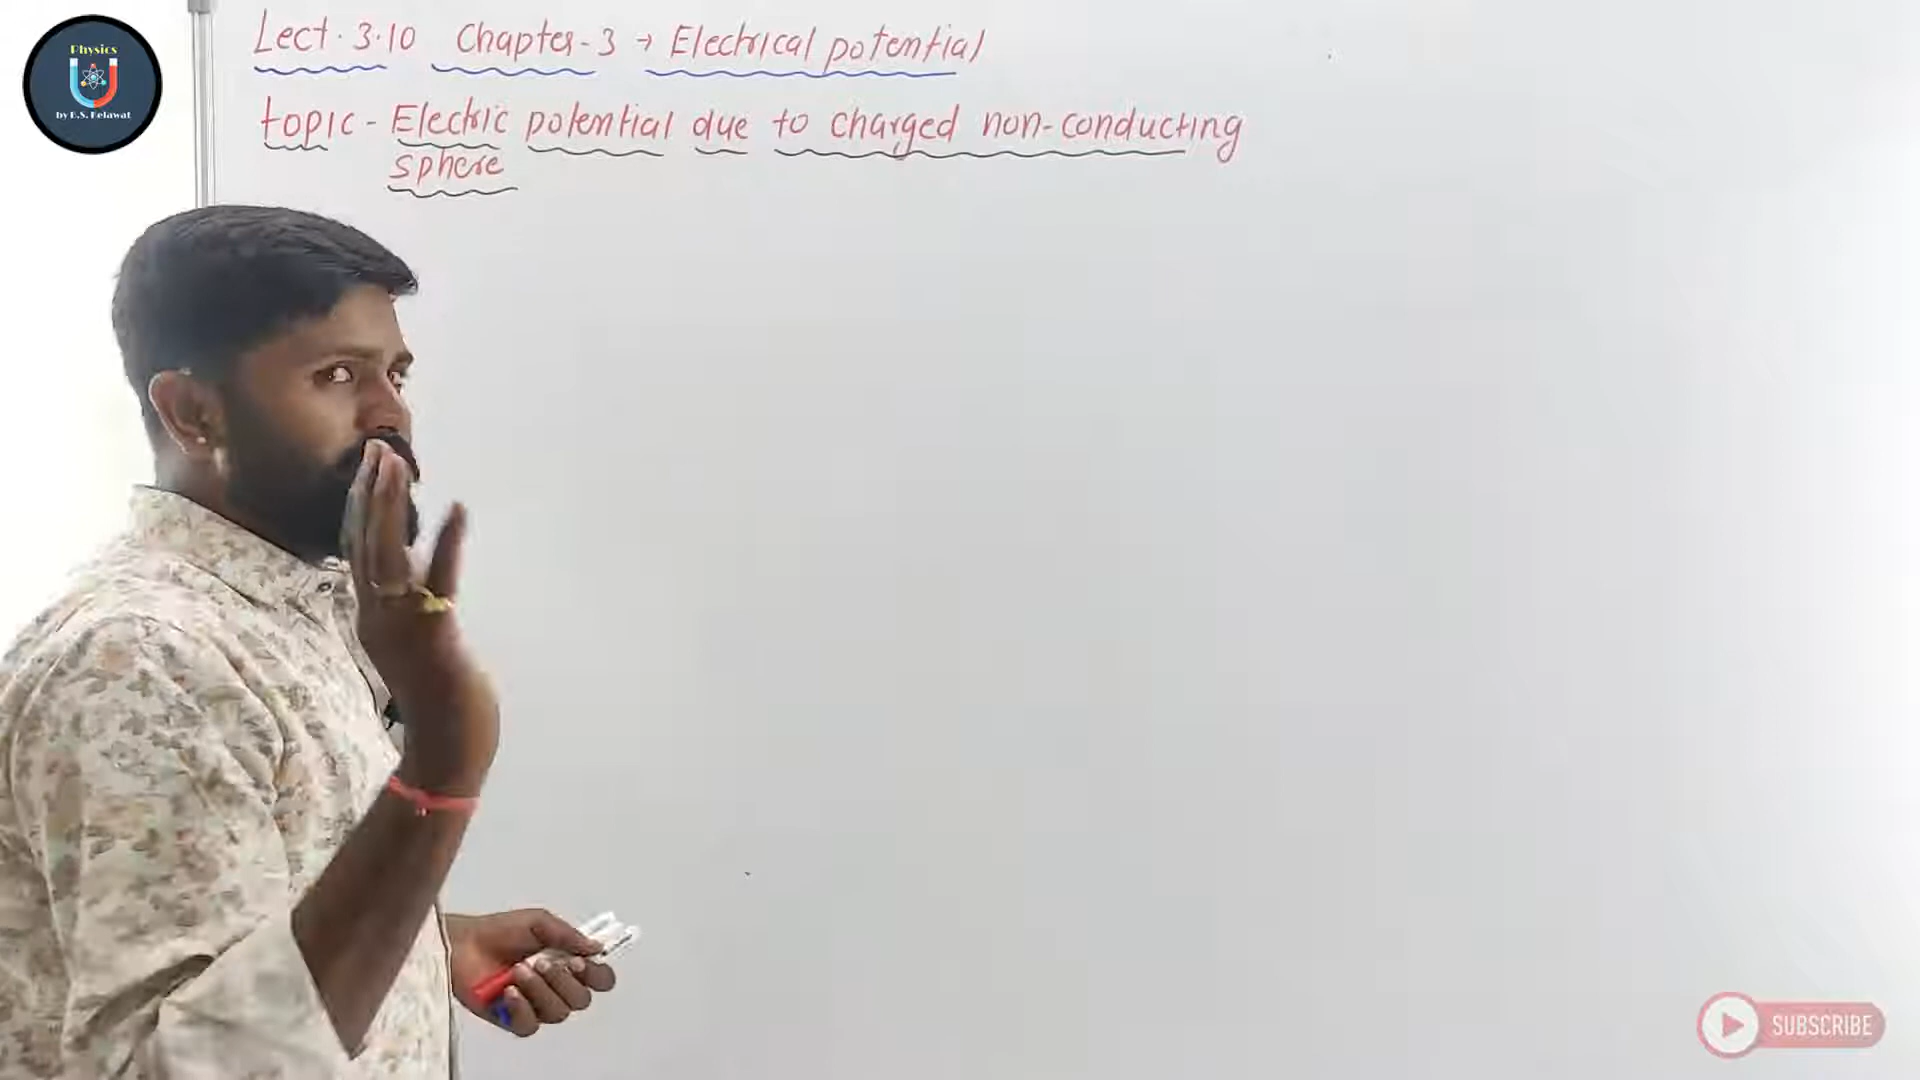 Physics
by B.S. Kelawat
Lect. 3.10 Chapter-3 → Electrical potential
topic - Electric potential due to charged non-conducting
sphere
SUBSCRIBE